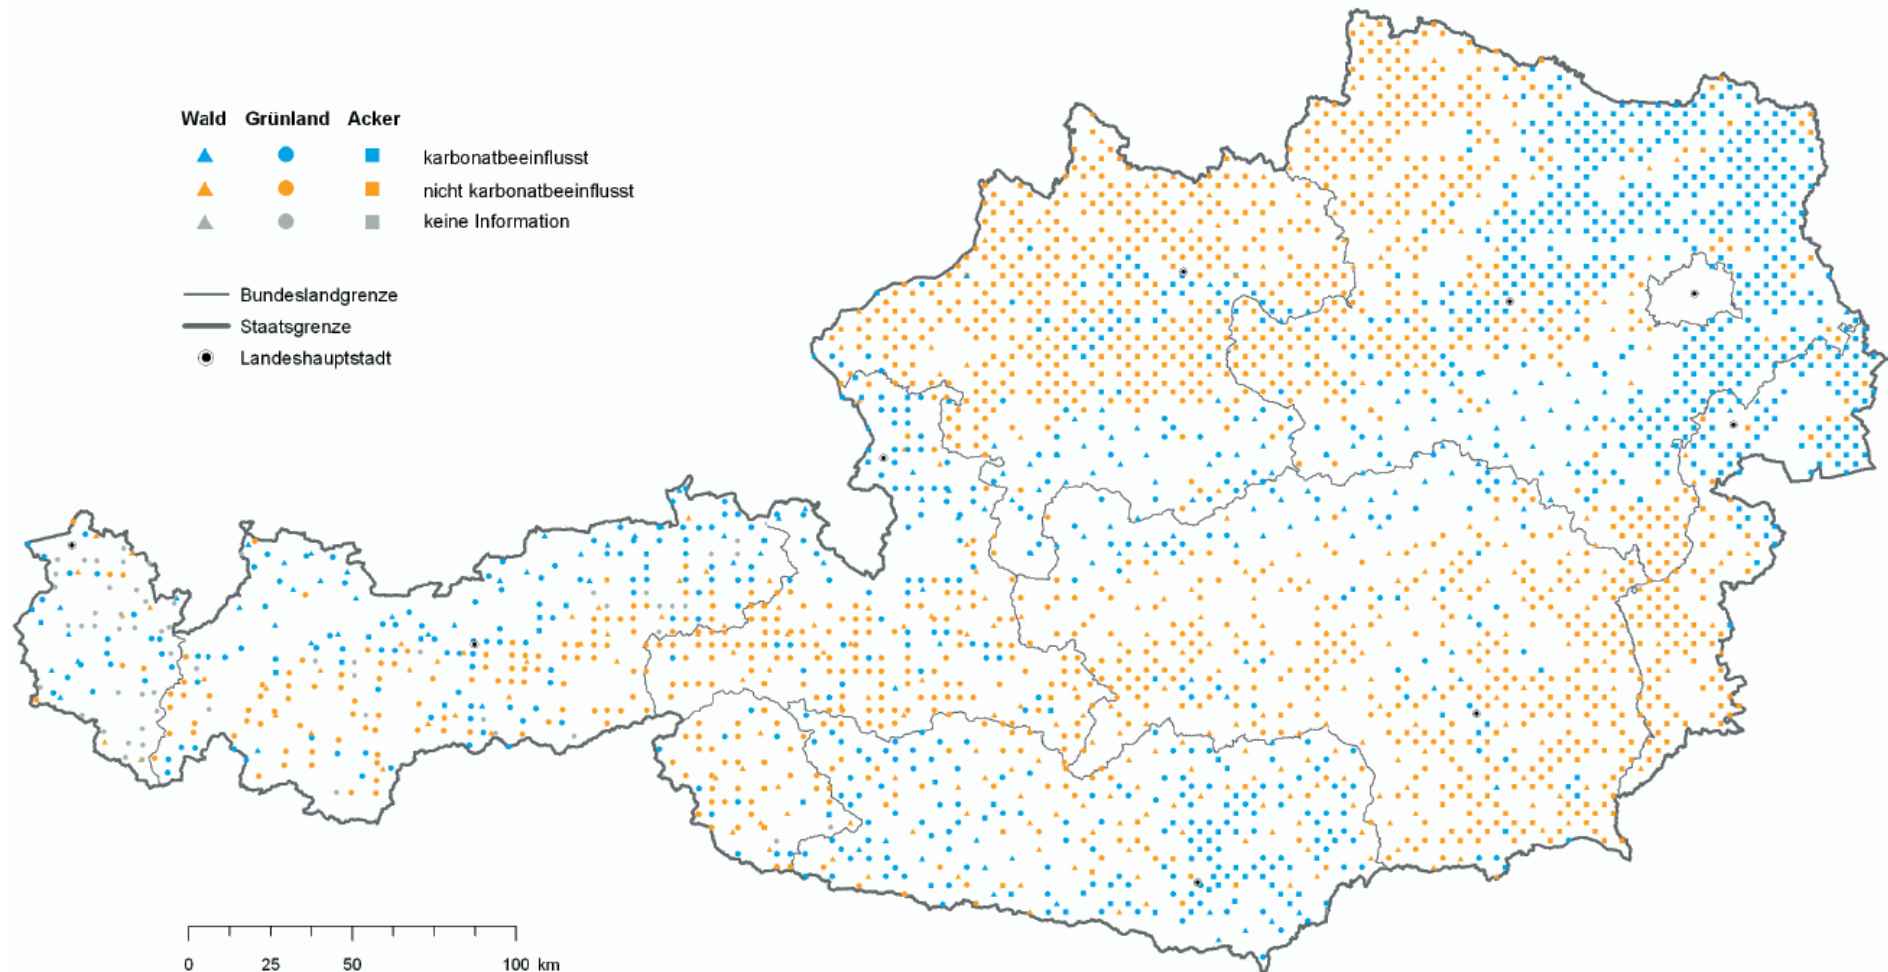 Wald Grünland Acker
karbonatbeeinflusst
nicht karbonatbeeinflusst
keine Information
Bundeslandgrenze
Staatsgrenze
Landeshauptstadt
0 25 50 100 km